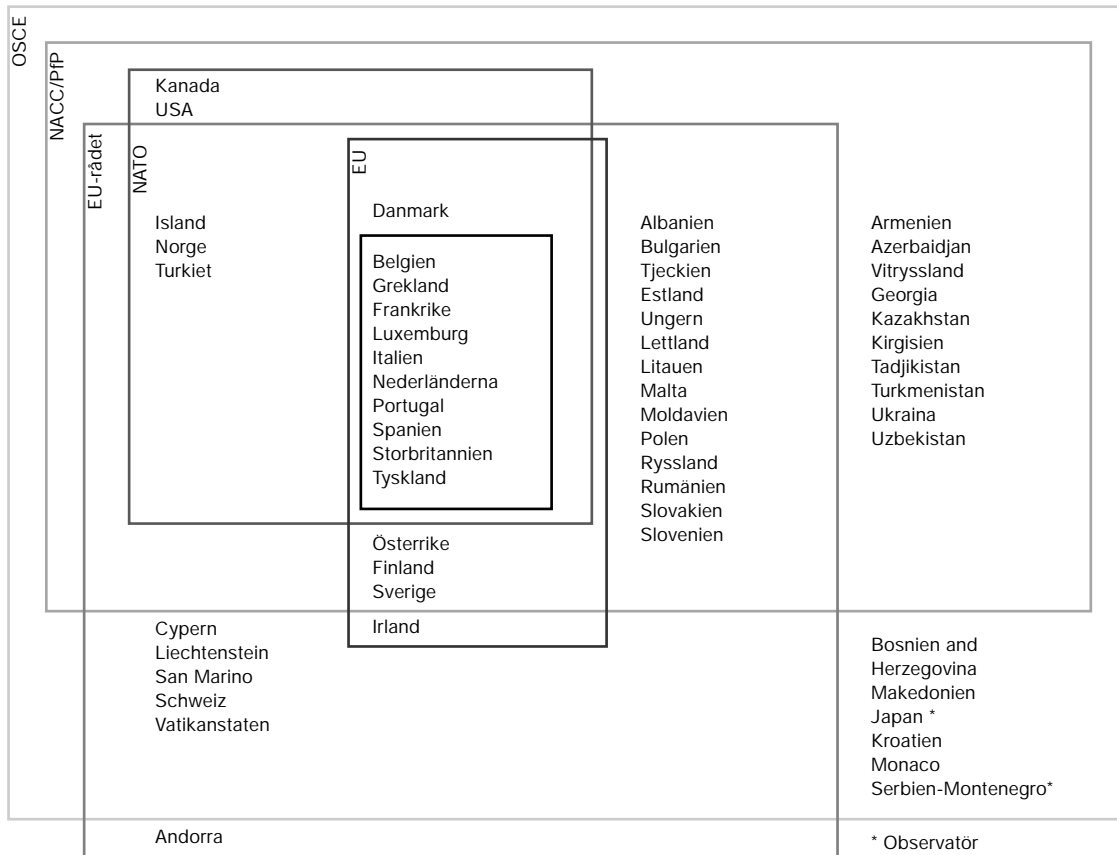 OSCE
NACC/PfP
EU-rådet
NATO
EU
Kanada
USA
Island
Norge
Turkiet
Danmark
Belgien
Grekland
Frankrike
Luxemburg
Italien
Nederländerna
Portugal
Spanien
Storbritannien
Tyskland
Österrike
Finland
Sverige
Irland
Albanien
Bulgarien
Tjeckien
Estland
Ungern
Lettland
Litauen
Malta
Moldavien
Polen
Ryssland
Rumänien
Slovakien
Slovenien
Armenien
Azerbaidjan
Vitryssland
Georgia
Kazakhstan
Kirgisien
Tadjikistan
Turkmenistan
Ukraina
Uzbekistan
Cypern
Liechtenstein
San Marino
Schweiz
Vatikanstaten
Bosnien and
Herzegovina
Makedonien
Japan *
Kroatien
Monaco
Serbien-Montenegro*
Andorra
* Observatör